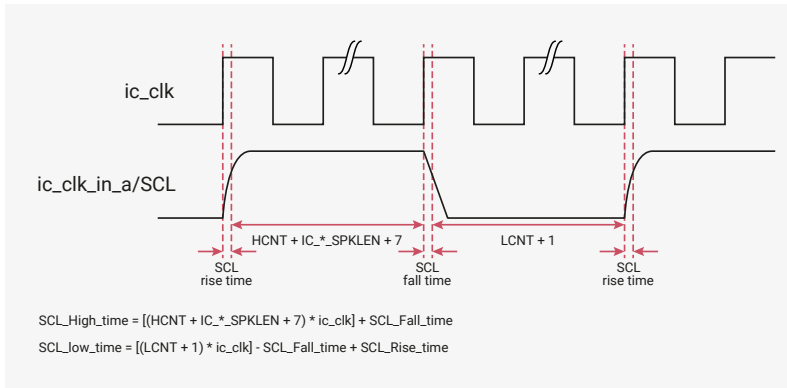 ic_clk
ic_clk_in_a/SCL
HCNT + IC_*_SPKLEN + 7
LCNT + 1
SCL
rise time
SCL
fall time
SCL
rise time
SCL_High_time = [(HCNT + IC_*_SPKLEN + 7) * ic_clk] + SCL_Fall_time
SCL_low_time = [(LCNT + 1) * ic_clk] - SCL_Fall_time + SCL_Rise_time